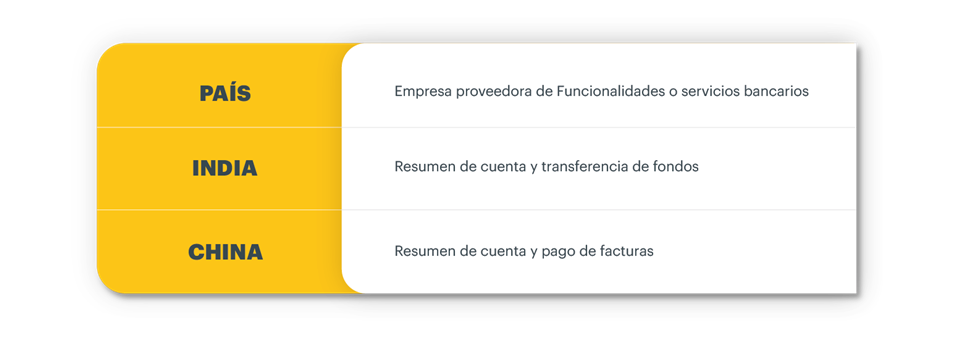 PAÍS
Empresa proveedora de Funcionalidades o servicios bancarios
INDIA
Resumen de cuenta y transferencia de fondos
CHINA
Resumen de cuenta y pago de facturas